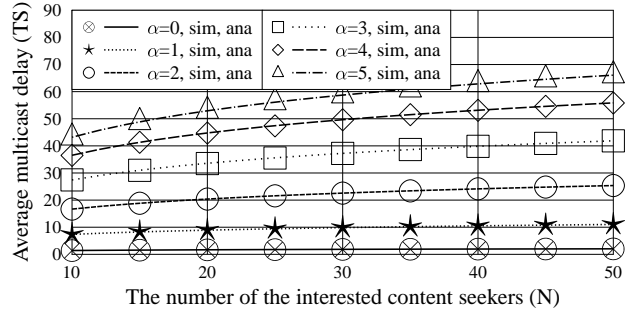 Average multicast delay (TS)
90
80
70
60
50
40
30
20
10
0
α=0, sim, ana
α=1, sim, ana
α=2, sim, ana
α=3, sim, ana
α=4, sim, ana
α=5, sim, ana
10 20 30 40 50
The number of the interested content seekers (N)